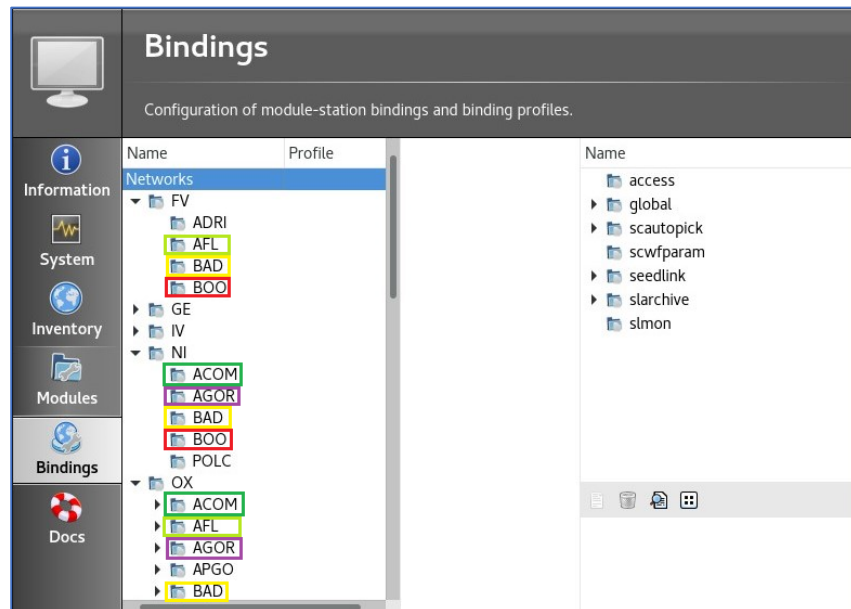 Bindings
Configuration of module-station bindings and binding profiles.
Information
System
Inventory
Modules
Bindings
Docs
Name Profile
Networks
FV
ADRI
AFL
BAD
BOO
GE
IV
NI
ACOM
AGOR
BAD
BOO
POLC
OX
ACOM
AFL
AGOR
APGO
BAD
Name
access
global
scautopick
scwfparam
seedlink
slarchive
slmon